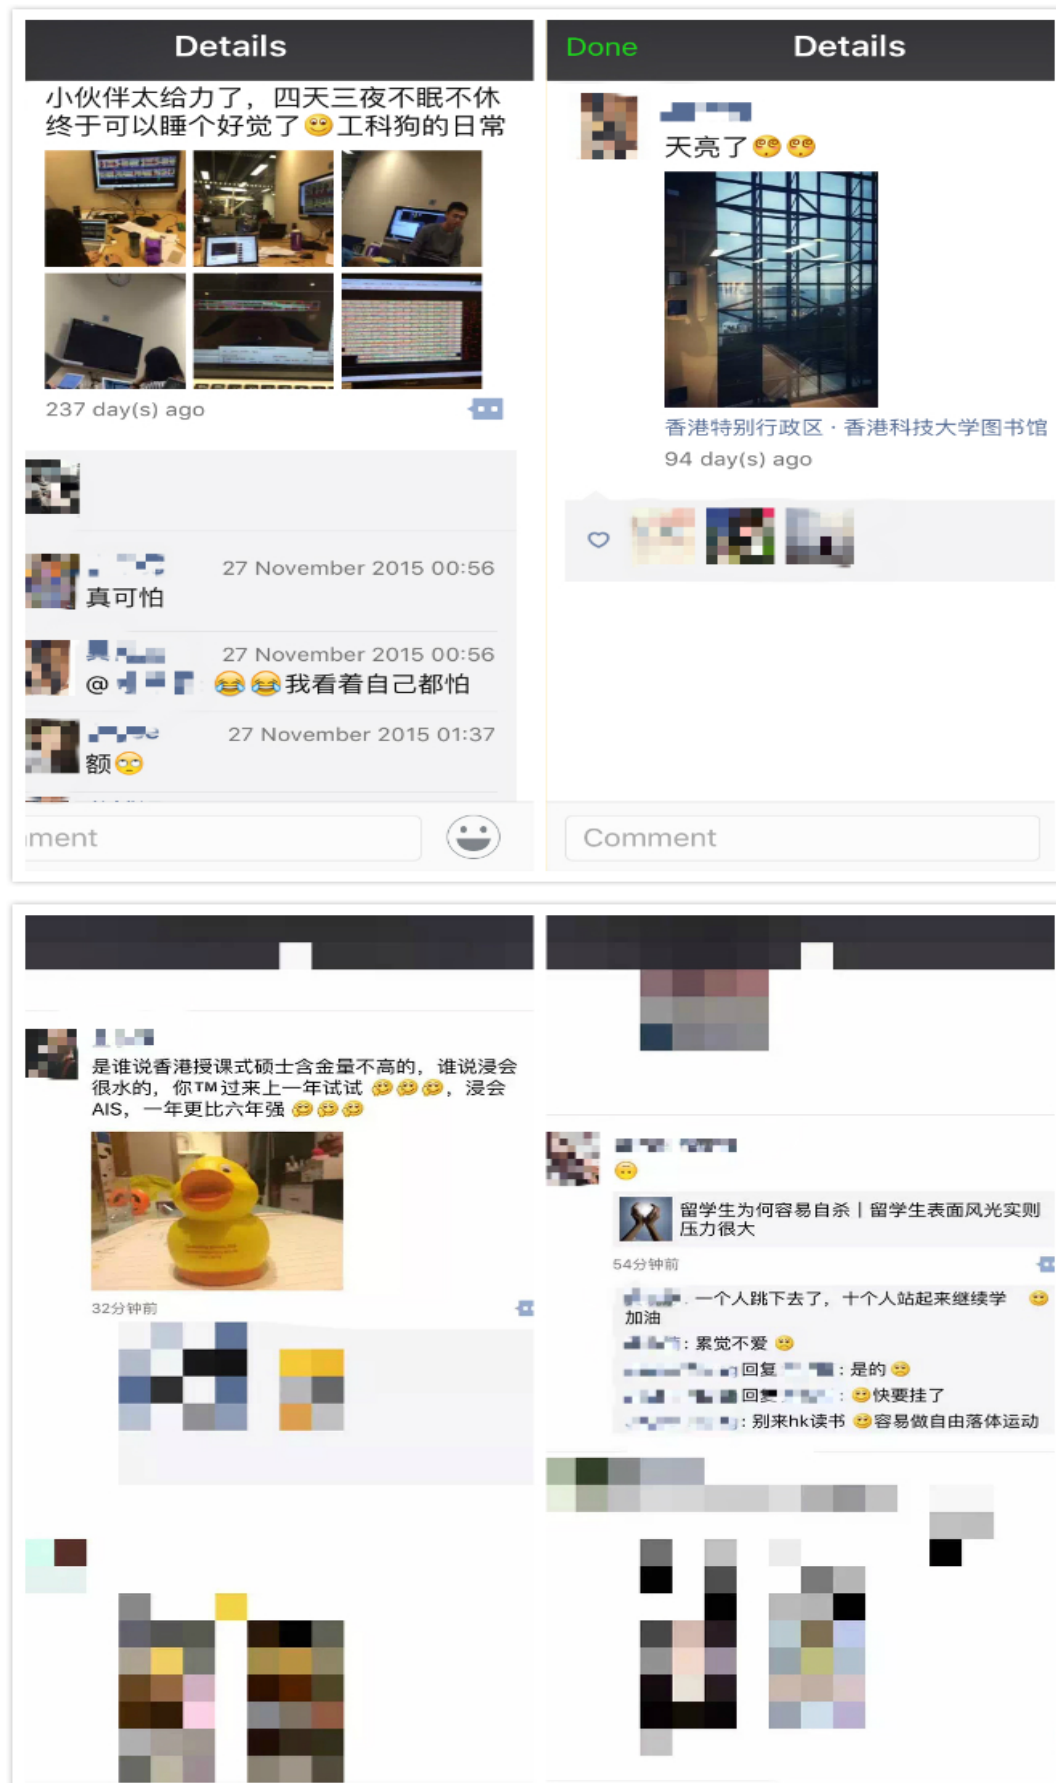 Details
小伙伴太给力了，四天三夜不眠不休
终于可以睡个好觉了😊工科狗的日常
237 day(s) ago
27 November 2015 00:56
真可怕
27 November 2015 00:56
@ 😂😂我看着自己都怕
27 November 2015 01:37
额🙄
mment
Done
Details
天亮了😵😵
香港特别行政区 · 香港科技大学图书馆
94 day(s) ago
Comment
是谁说香港授课式硕士含金量不高的，谁说浸会
很水的，你TM过来上一年试试🤔🤔🤔，浸会
AIS，一年更比六年强🤔🤔🤔
32分钟前
🙃
留学生为何容易自杀｜留学生表面风光实则
压力很大
54分钟前
一个人跳下去了，十个人站起来继续学 😊
加油
: 累觉不爱 😟
回复 : 是的 😟
回复 : 😊快要挂了
: 别来hk读书 😊容易做自由落体运动